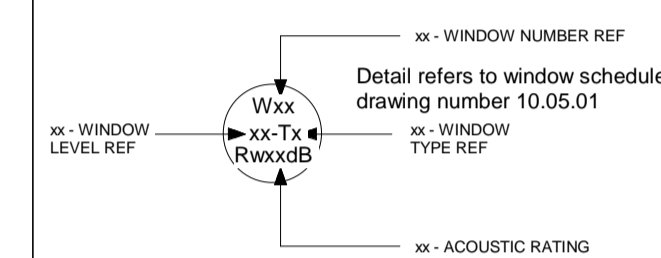 xx - WINDOW NUMBER REF
Detail refers to window schedule
drawing number 10.05.01
Wxx
xx-Tx
RwxxdB
xx - WINDOW
LEVEL REF
xx - WINDOW
TYPE REF
xx - ACOUSTIC RATING